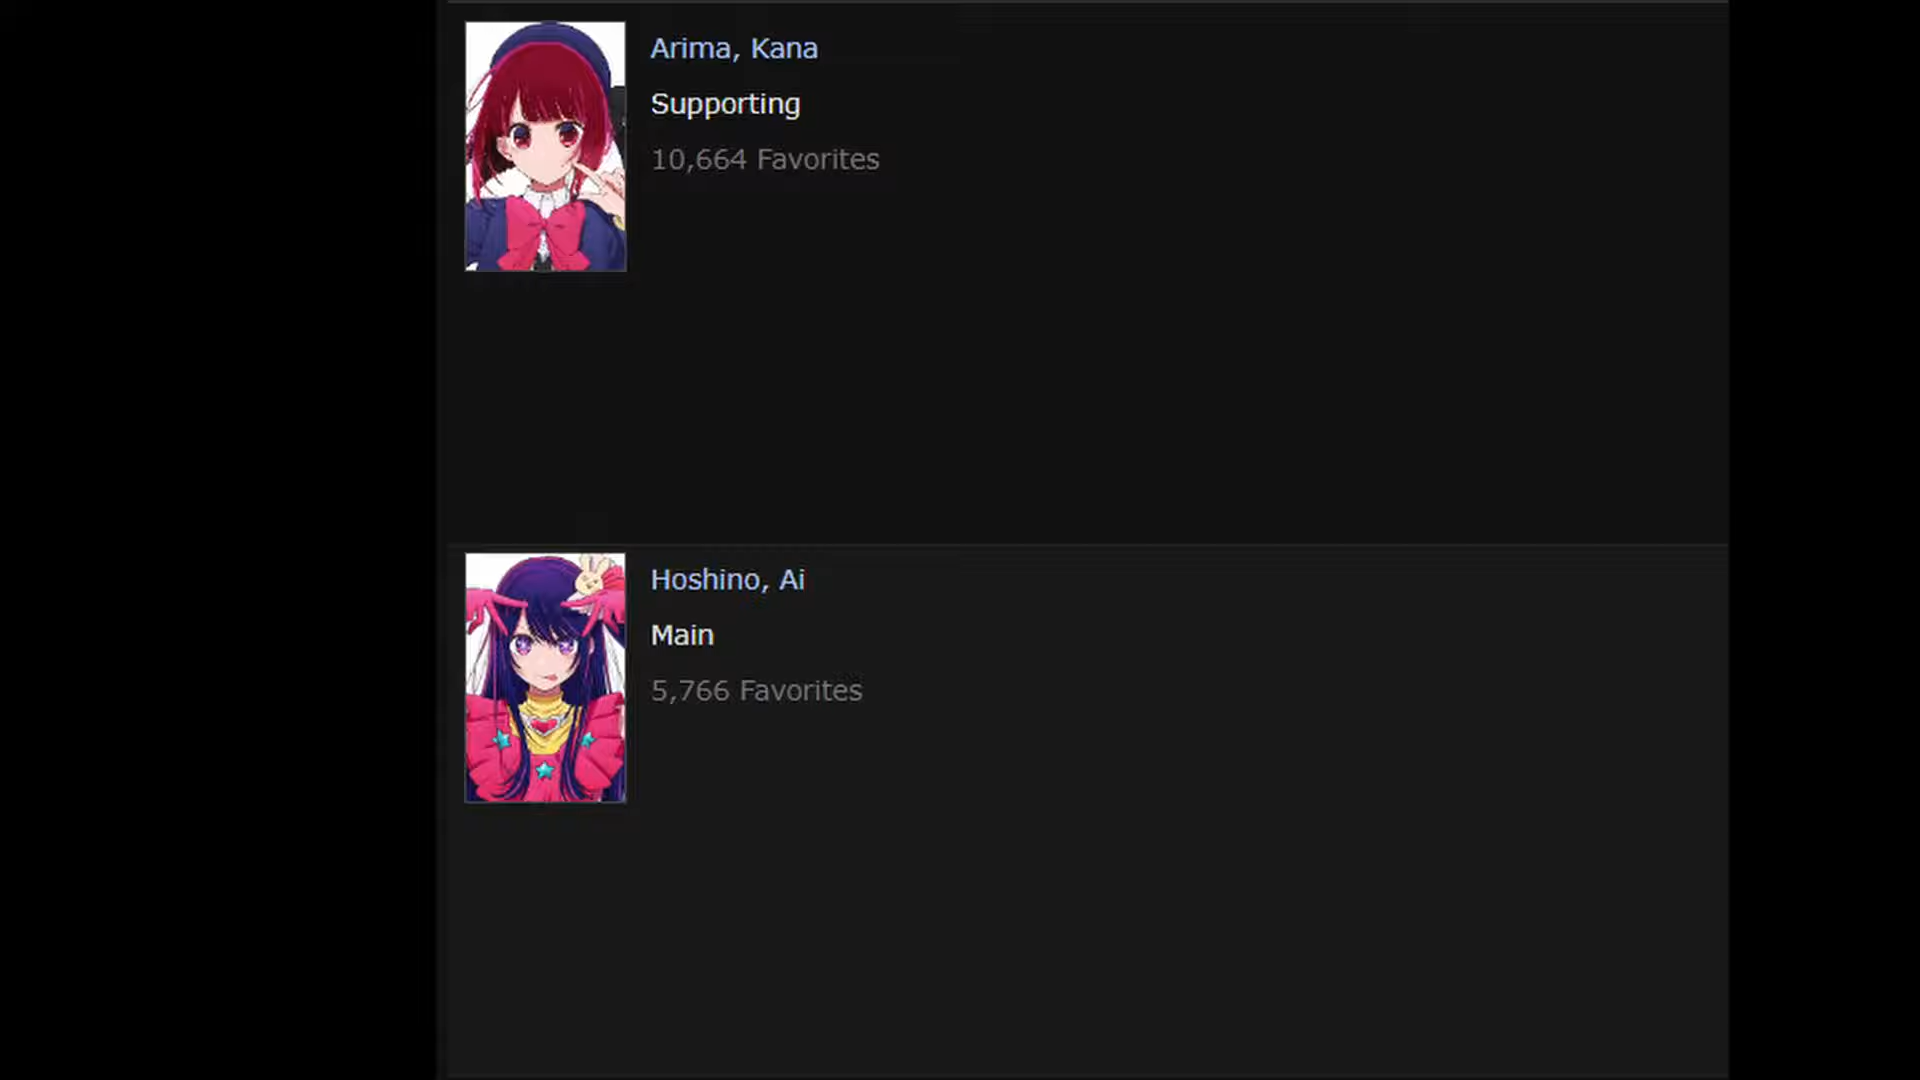 Arima, Kana
Supporting
10,664 Favorites
Hoshino, Ai
Main
5,766 Favorites